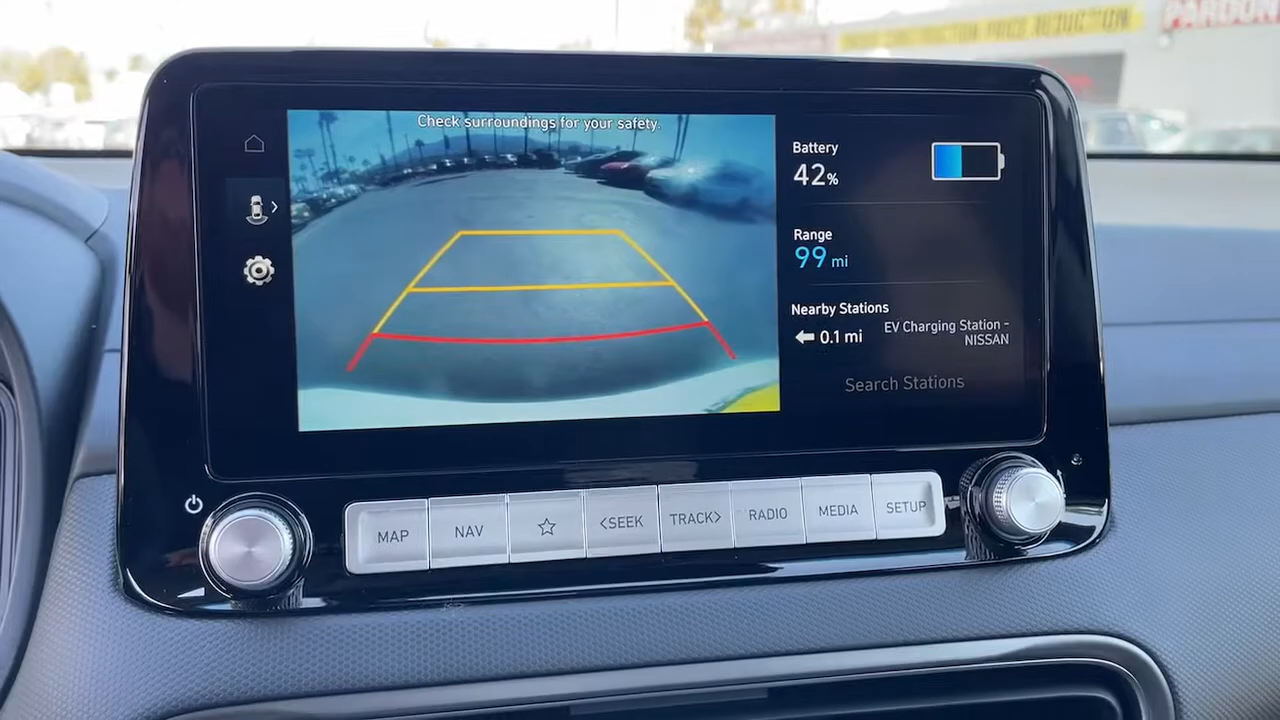 PRICE REDUCTION
PARDON
Check surroundings for your safety.
Battery
42%
Range
99 mi
Nearby Stations
0.1 mi
EV Charging Station -
NISSAN
Search Stations
MAP
NAV
<SEEK
TRACK>
RADIO
MEDIA
SETUP